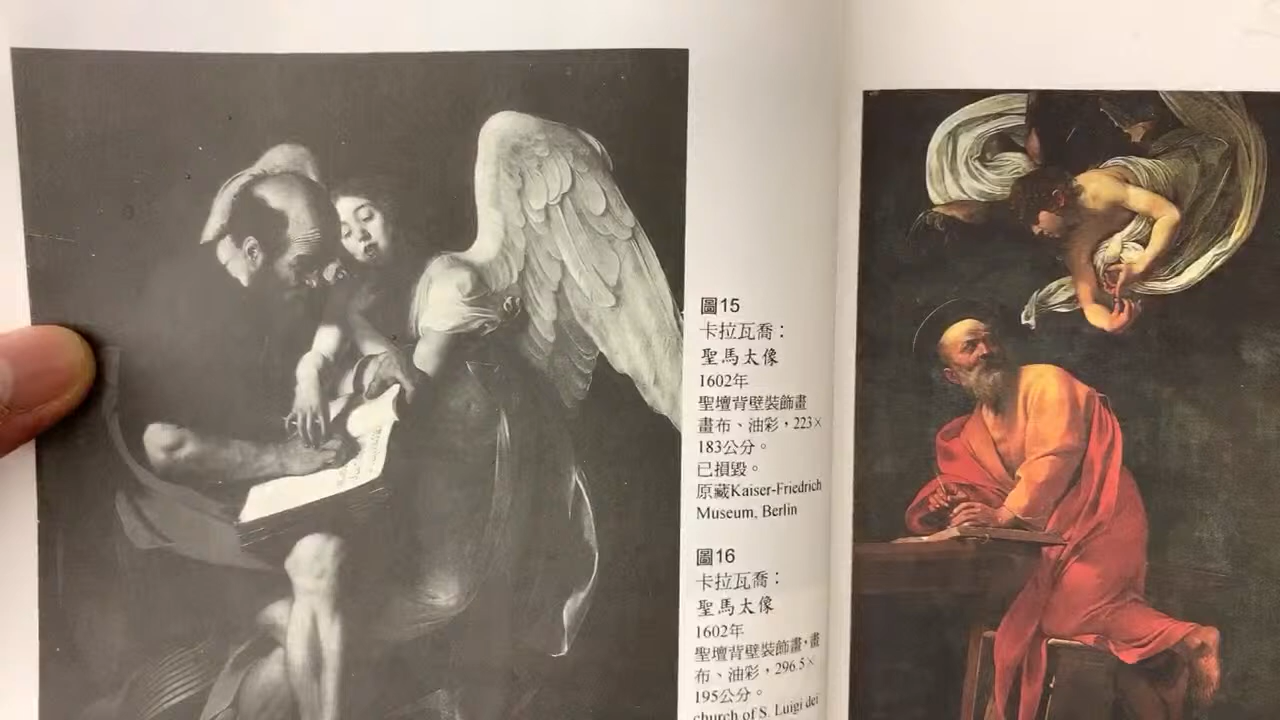 圖15
卡拉瓦喬：
聖馬太像
1602年
聖壇背壁裝飾畫
畫布、油彩，223×
183公分。
已損毀。
原藏Kaiser-Friedrich
Museum, Berlin
圖16
卡拉瓦喬：
聖馬太像
1602年
聖壇背壁裝飾畫，畫
布、油彩，296.5×
195公分。
church of S. Luigi dei